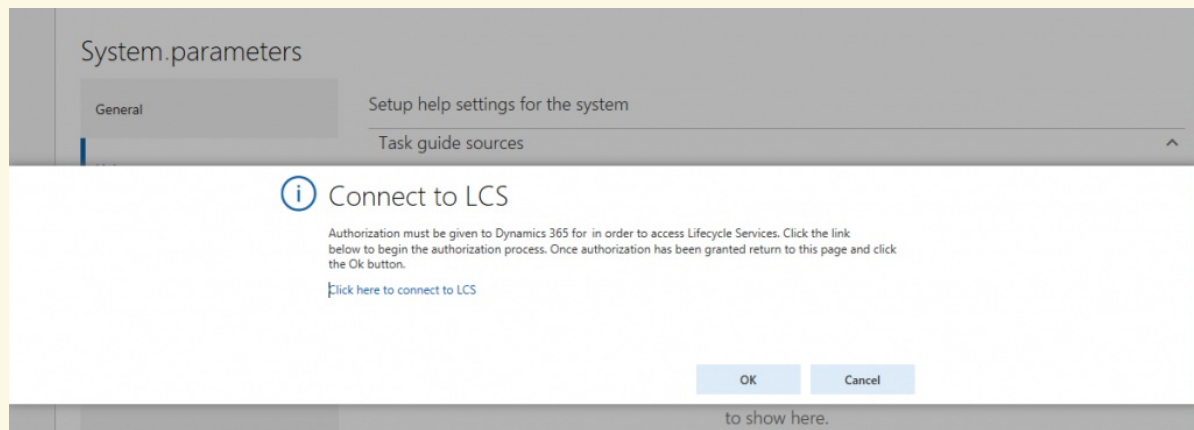 System.parameters
General
Setup help settings for the system
Task guide sources
Connect to LCS
Authorization must be given to Dynamics 365 for in order to access Lifecycle Services. Click the link
below to begin the authorization process. Once authorization has been granted return to this page and click
the Ok button.
Click here to connect to LCS
OK Cancel
to show here.